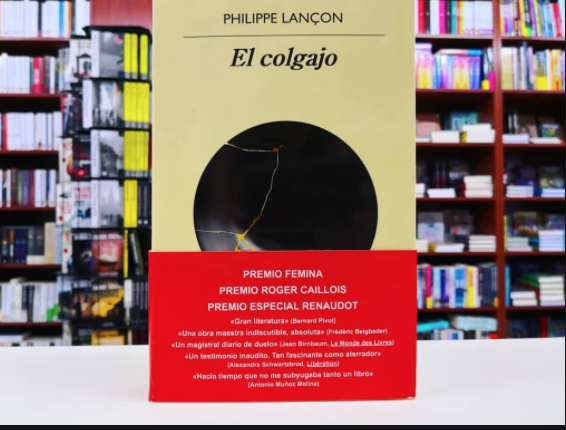 PHILIPPE LANÇON
El colgajo
PREMIO FEMINA
PREMIO ROGER CAILLOIS
PREMIO ESPECIAL RENAUDOT
«Gran literatura» (Bernard Pivot)
«Una obra maestra indiscutible, absoluta» (Frédéric Beigbeder)
«Un magistral diario de duelo» (Jean Birnbaum, Le Monde des Livres)
«Un testimonio inaudito. Tan fascinante como aterrador»
(Alexandra Schwartzbrod, Libération)
«Hacía tiempo que no me subyugaba tanto un libro»
(Antonio Muñoz Molina)